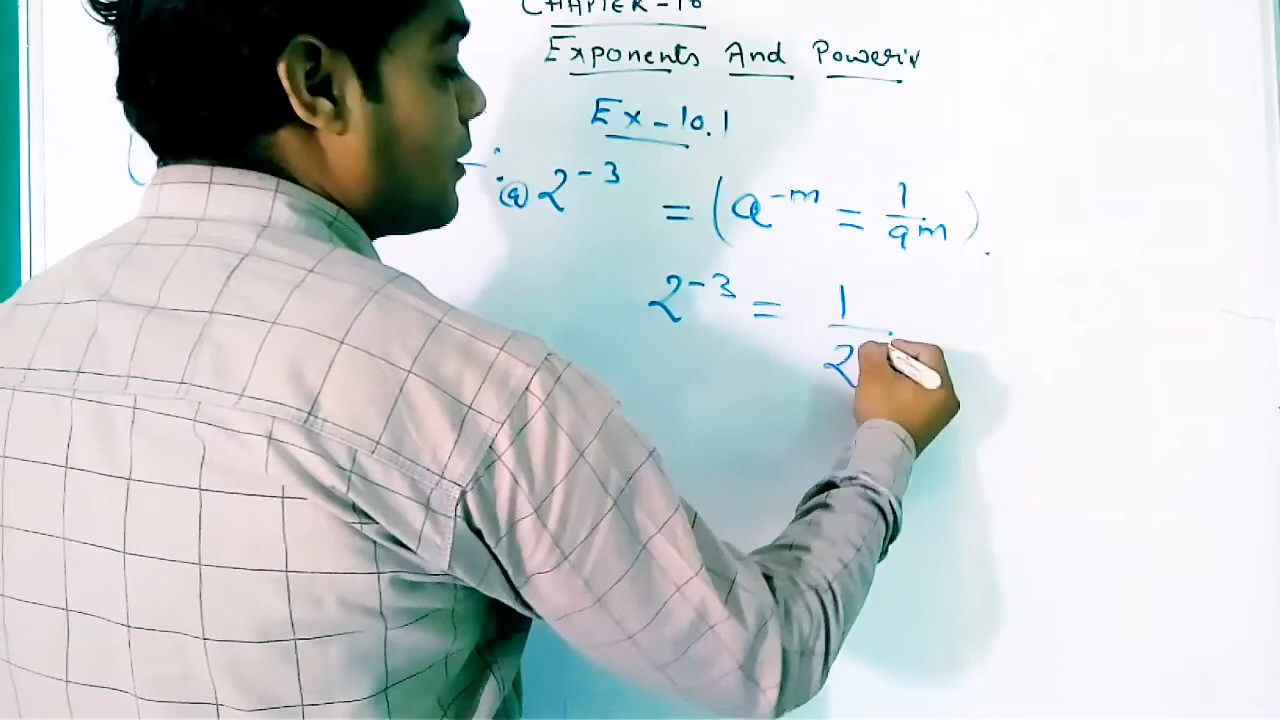 CHAPTER-10
Exponents And Powers
Ex-10.1
(a) 2⁻³ = (a⁻ᵐ = 1/aᵐ).
2⁻³ = 1/2